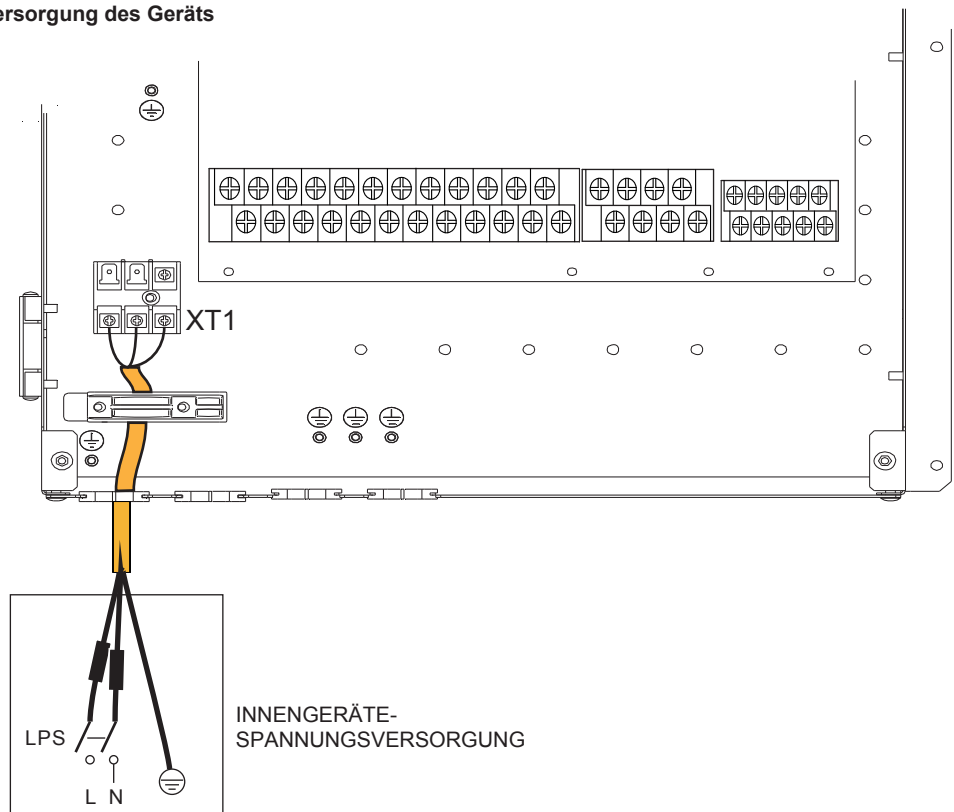 ersorgung des Geräts
XT1
INNENGERÄTE-
SPANNUNGSVERSORGUNG
LPS
L N